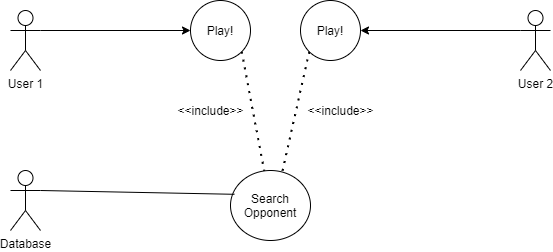 Play!
Play!
User 1
User 2
<<include>>
<<include>>
Search
Opponent
Database